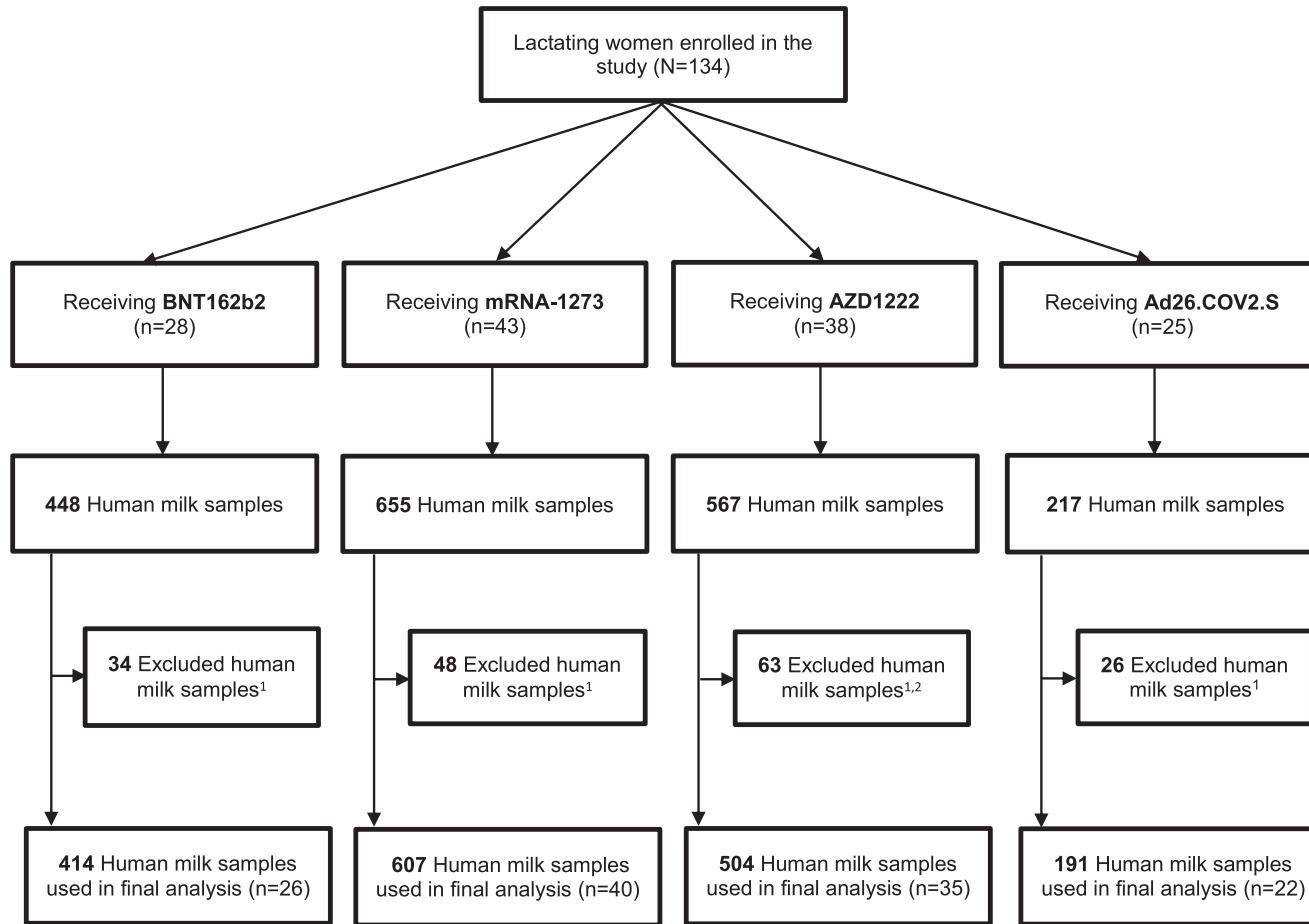 Lactating women enrolled in the
study (N=134)
Receiving BNT162b2
(n=28)
Receiving mRNA-1273
(n=43)
Receiving AZD1222
(n=38)
Receiving Ad26.COV2.S
(n=25)
448 Human milk samples
655 Human milk samples
567 Human milk samples
217 Human milk samples
34 Excluded human
milk samples¹
48 Excluded human
milk samples¹
63 Excluded human
milk samples¹,²
26 Excluded human
milk samples¹
414 Human milk samples
used in final analysis (n=26)
607 Human milk samples
used in final analysis (n=40)
504 Human milk samples
used in final analysis (n=35)
191 Human milk samples
used in final analysis (n=22)